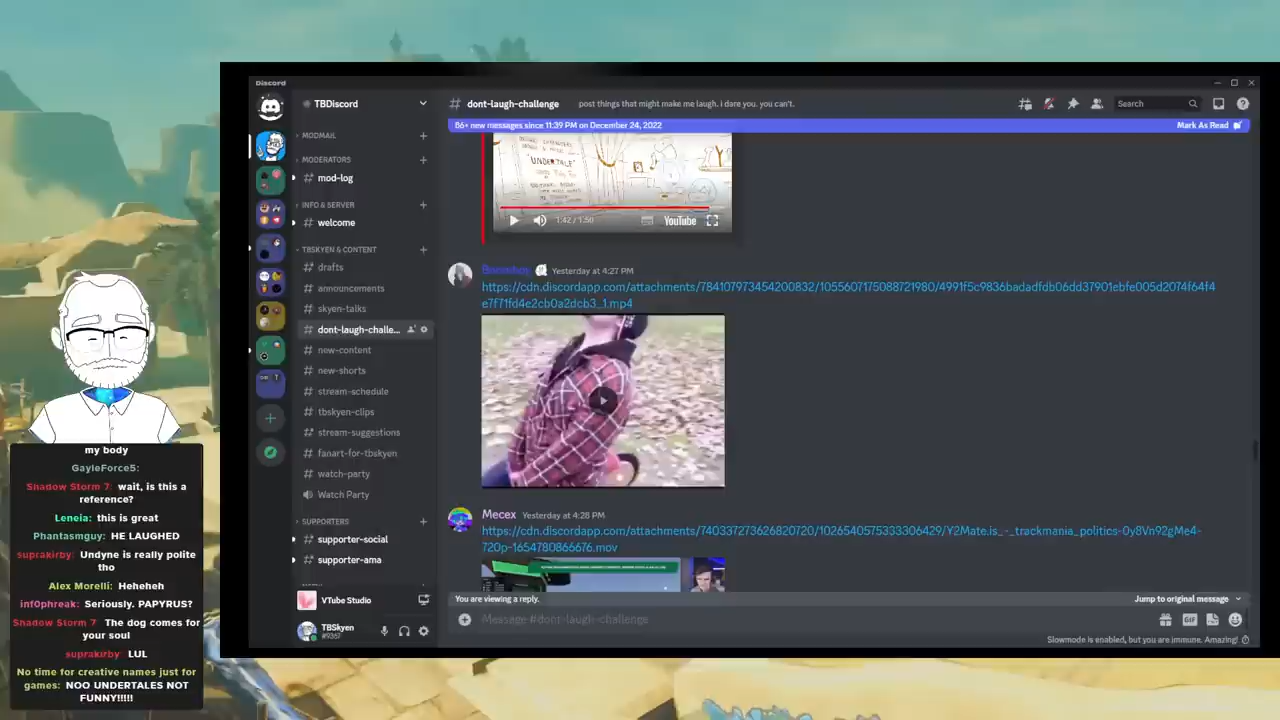 Discord
TBDiscord
# dont-laugh-challenge
post things that might make me laugh. i dare you. you can't.
Search
86+ new messages since 11:39 PM on December 24, 2022
Mark As Read
MODMAIL
MODERATORS
# mod-log
INFO & SERVER
# welcome
TBSKYEN & CONTENT
# drafts
# announcements
# skyen-talks
# dont-laugh-challe...
# new-content
# new-shorts
# stream-schedule
# tbskyen-clips
# stream-suggestions
# fanart-for-tbskyen
# watch-party
Watch Party
SUPPORTERS
# supporter-social
# supporter-ama
VTube Studio
TBSkyen
#9367
"UNDERTALE"
1:42 / 1:50
YouTube
Yesterday at 4:27 PM
https://cdn.discordapp.com/attachments/784107973454200832/1055607175088721980/4991f5c9836badadfdb06dd37901ebfe005d2074f64f4
e7f71fd4e2cb0a2dcb3_1.mp4
Mecex Yesterday at 4:28 PM
https://cdn.discordapp.com/attachments/740337273626820720/1026540575333306429/Y2Mate.is_-_trackmania_politics-0y8Vn92gMe4-
720p-1654780866676.mov
You are viewing a reply.
Jump to original message
Message #dont-laugh-challenge
GIF
Slowmode is enabled, but you are immune. Amazing!
my body
GayleForce5:
Shadow Storm 7: wait, is this a
reference?
Leneia: this is great
Phantasmguy: HE LAUGHED
suprakirby: Undyne is really polite
tho
Alex Morelli: Heheheh
inf0phreak: Seriously. PAPYRUS?
Shadow Storm 7: The dog comes for
your soul
suprakirby: LUL
No time for creative names just for
games: NOO UNDERTALES NOT
FUNNY!!!!!